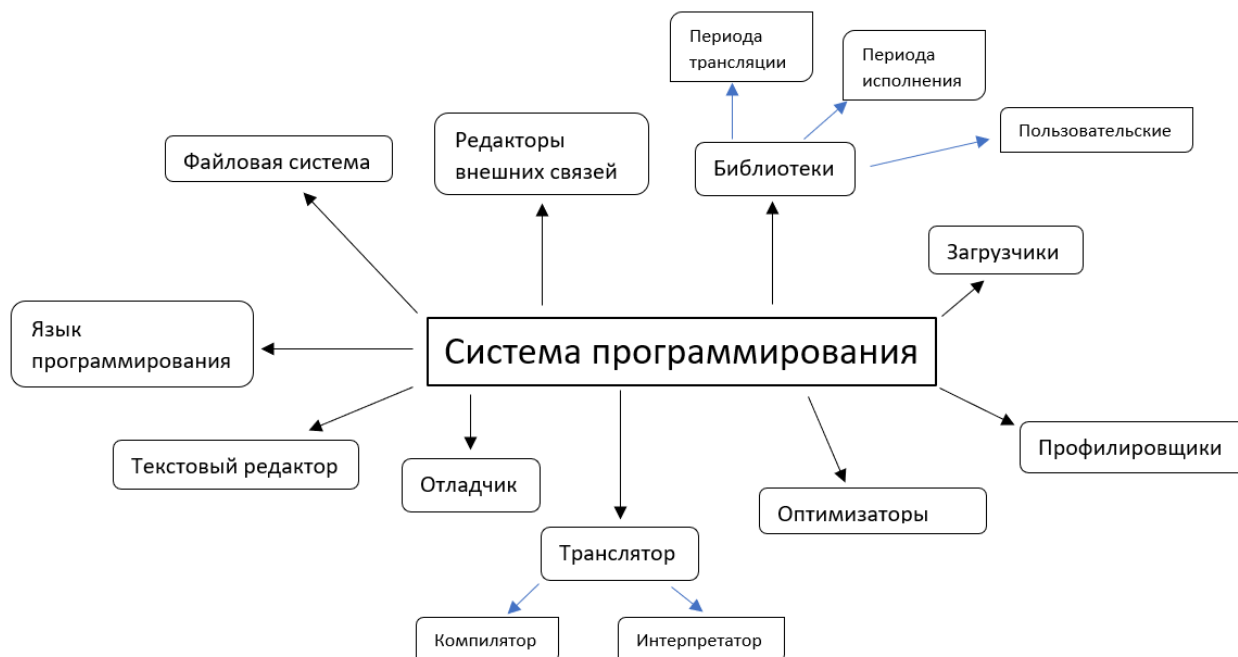 Периода
трансляции
Периода
исполнения
Пользовательские
Файловая система
Редакторы
внешних связей
Библиотеки
Загрузчики
Язык
программирования
Система программирования
Текстовый редактор
Отладчик
Профилировщики
Оптимизаторы
Транслятор
Компилятор
Интерпретатор